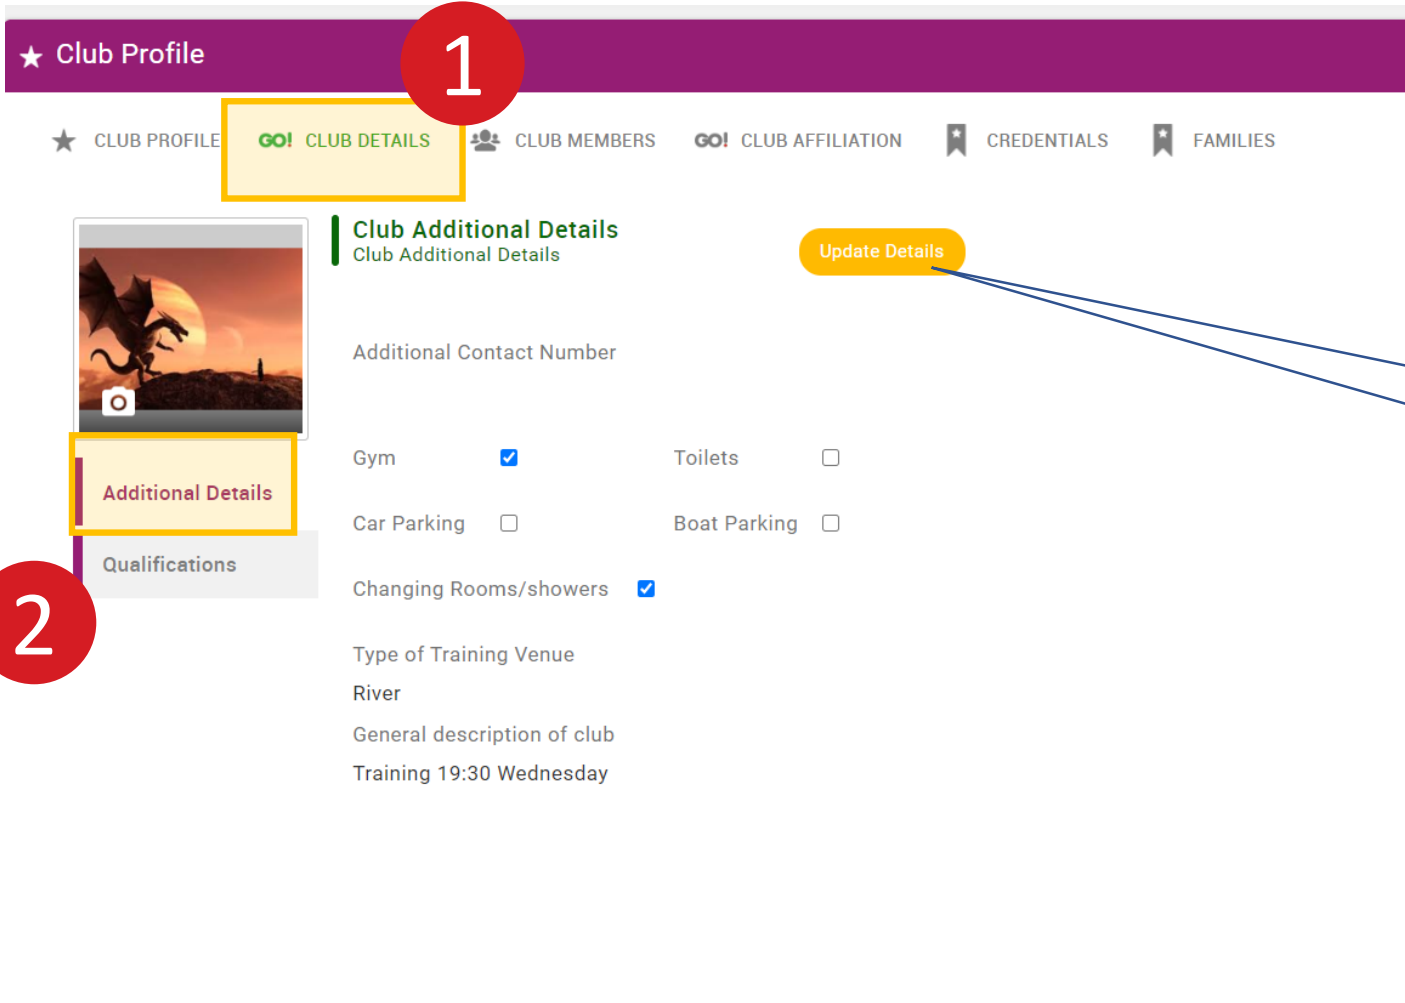 Club Profile
1
CLUB PROFILE GO! CLUB DETAILS CLUB MEMBERS GO! CLUB AFFILIATION CREDENTIALS FAMILIES
Club Additional Details
Club Additional Details
Update Details
Additional Contact Number
Gym Toilets
Additional Details
Car Parking Boat Parking
Qualifications
Changing Rooms/showers
2
Type of Training Venue
River
General description of club
Training 19:30 Wednesday